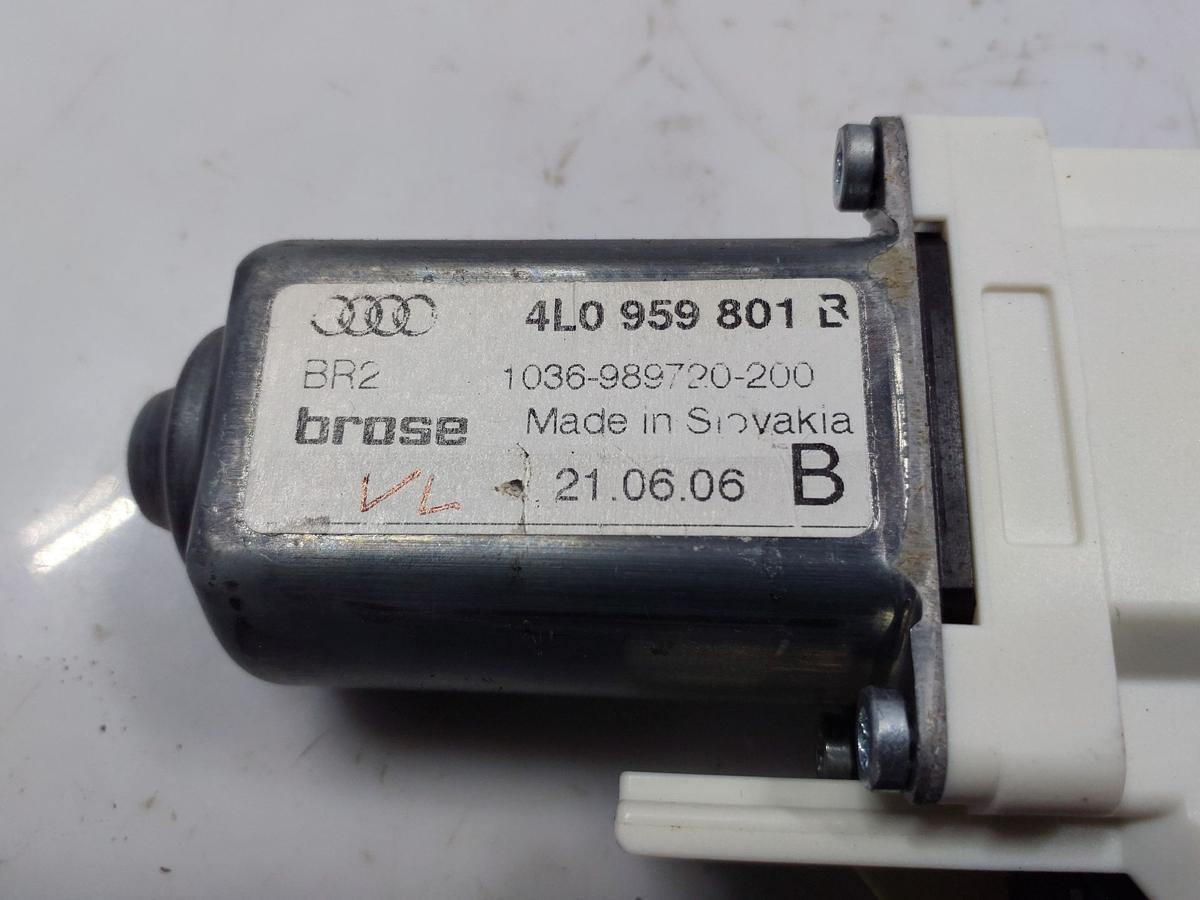 4L0 959 801 B
BR2 1036-989720-200
brose Made in Slovakia
VL 21.06.06 B